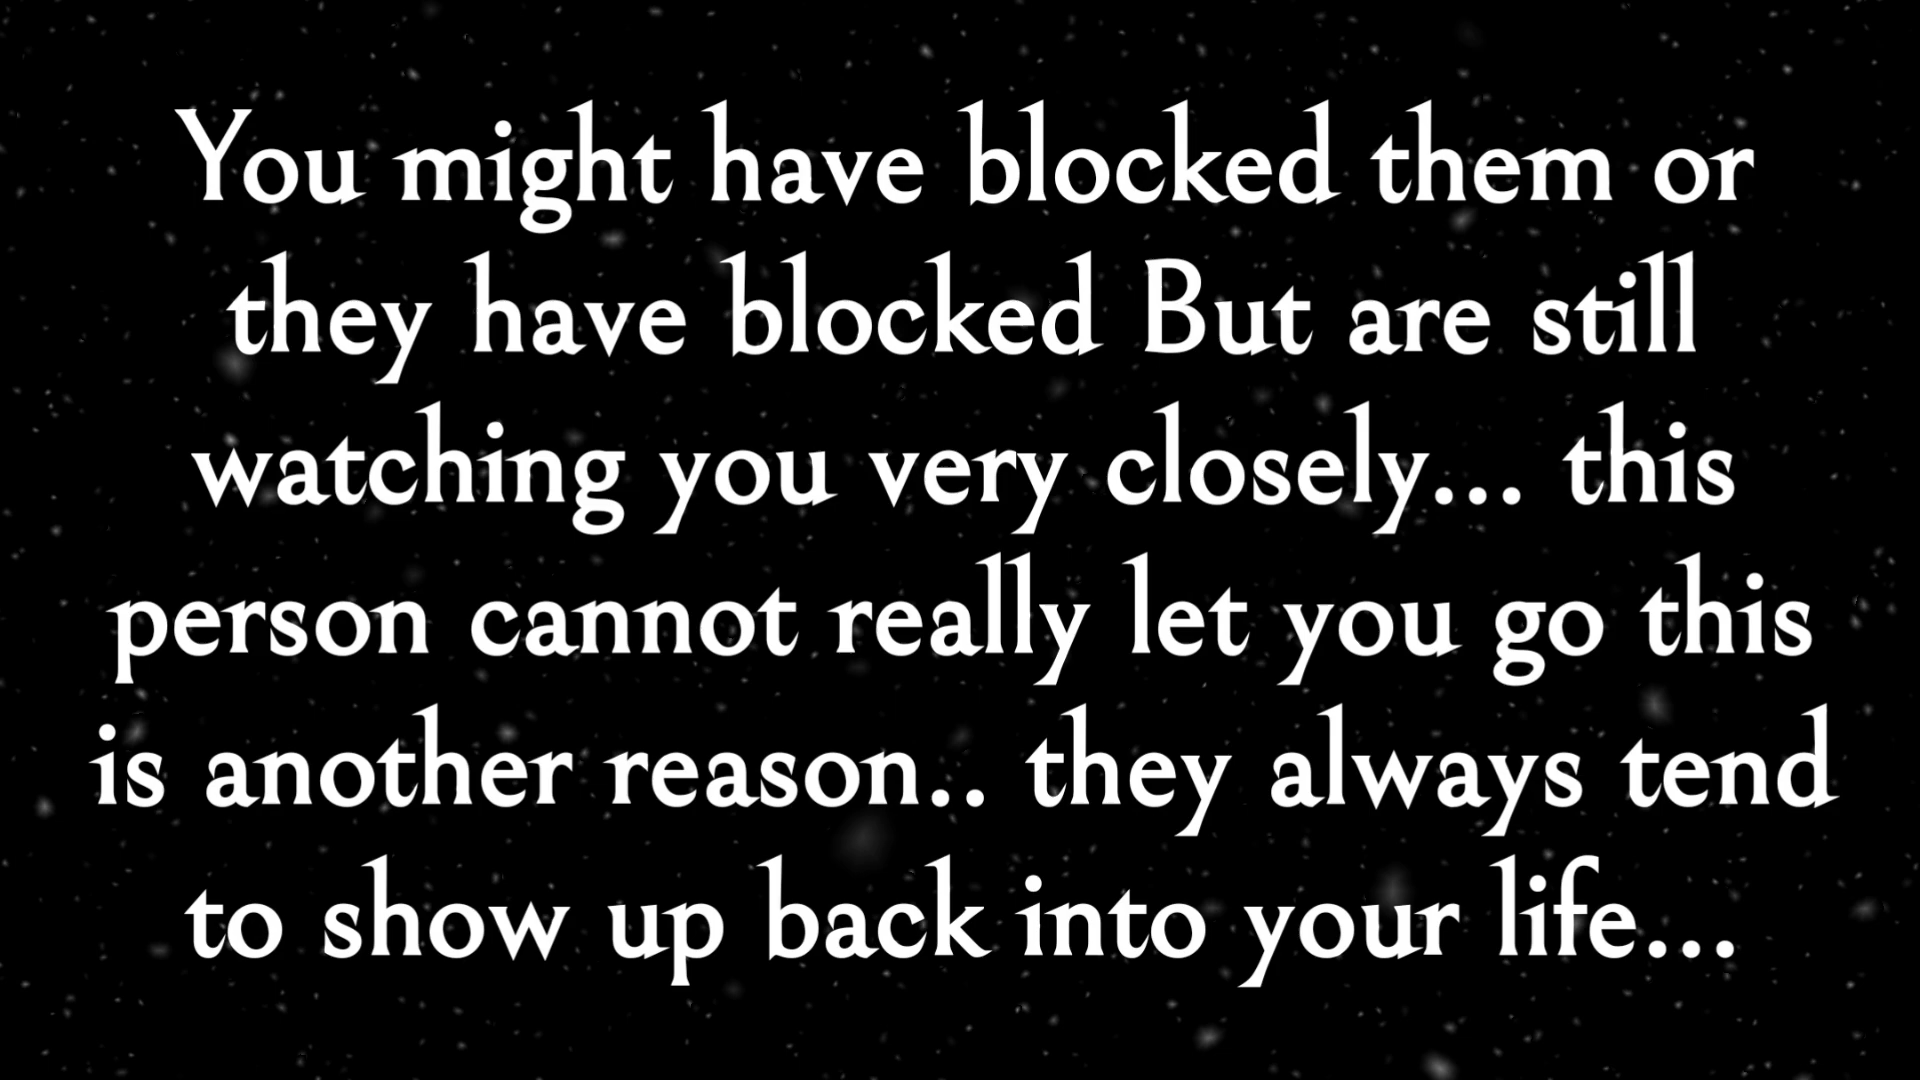 You might have blocked them or
they have blocked But are still
watching you very closely... this
person cannot really let you go this
is another reason.. they always tend
to show up back into your life...